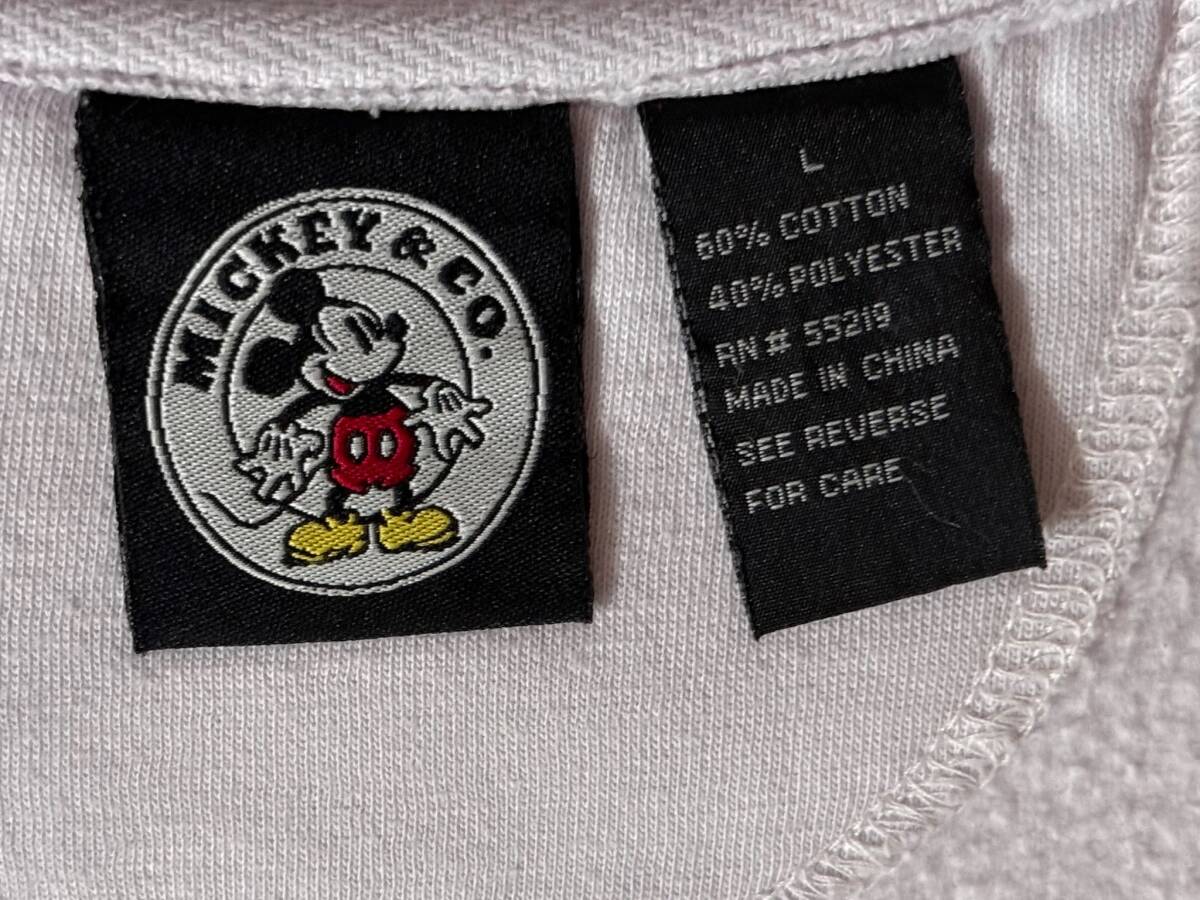 MICKEY & CO.
L
60% COTTON
40% POLYESTER
RN # 55219
MADE IN CHINA
SEE REVERSE
FOR CARE